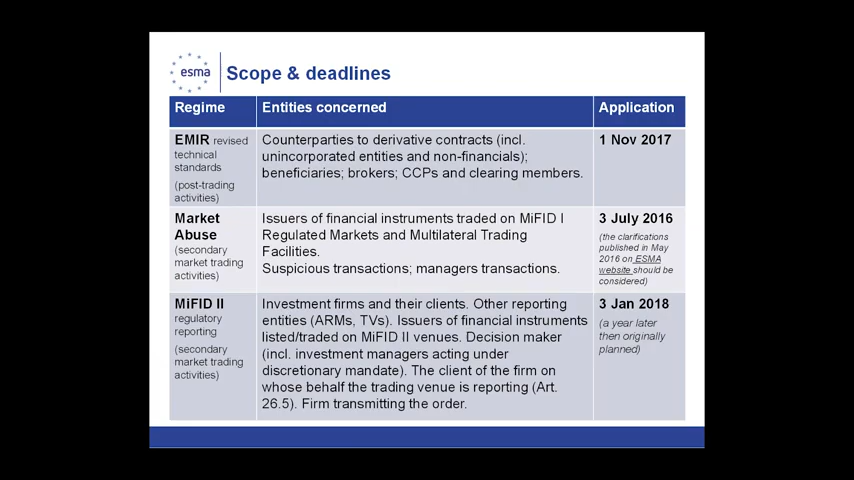 esma
Scope & deadlines
Regime
Entities concerned
Application
EMIR revised
technical
standards
(post-trading
activities)
Counterparties to derivative contracts (incl.
unincorporated entities and non-financials);
beneficiaries; brokers; CCPs and clearing members.
1 Nov 2017
Market
Abuse
(secondary
market trading
activities)
Issuers of financial instruments traded on MiFID I
Regulated Markets and Multilateral Trading
Facilities.
Suspicious transactions; managers transactions.
3 July 2016
(the clarifications
published in May
2016 on ESMA
website should be
considered)
MiFID II
regulatory
reporting
(secondary
market trading
activities)
Investment firms and their clients. Other reporting
entities (ARMs, TVs). Issuers of financial instruments
listed/traded on MiFID II venues. Decision maker
(incl. investment managers acting under
discretionary mandate). The client of the firm on
whose behalf the trading venue is reporting (Art.
26.5). Firm transmitting the order.
3 Jan 2018
(a year later
then originally
planned)